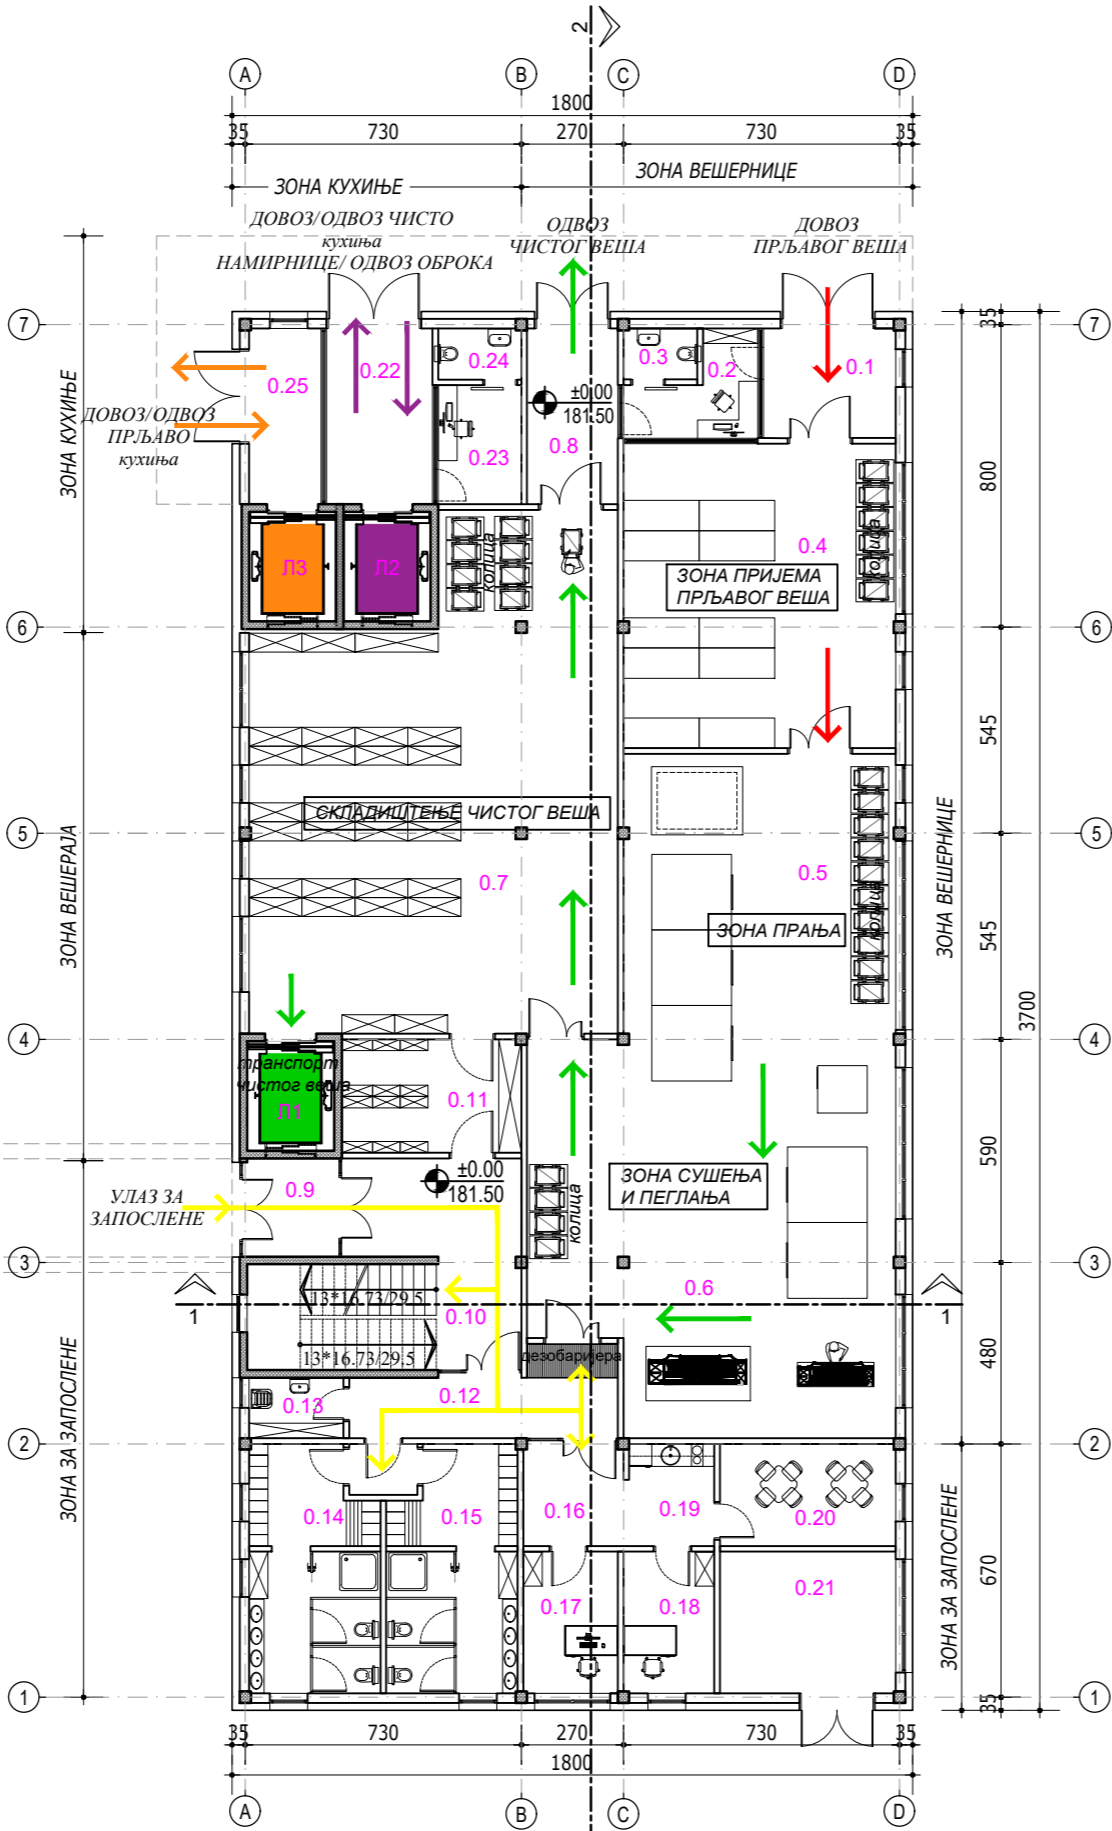 2
A
B
C
D
1800
35
730
270
730
35
ЗОНА КУХИЊЕ
ЗОНА ВЕШЕРНИЦЕ
ДОВОЗ/ОДВОЗ ЧИСТО
кухиња
НАМИРНИЦЕ/ ОДВОЗ ОБРОКА
ОДВОЗ
ЧИСТОГ ВЕША
ДОВОЗ
ПРЉАВОГ ВЕША
7
7
35
0.25
0.22
0.24
0.3
0.2
0.1
±0.00
181.50
ДОВОЗ/ОДВОЗ
ПРЉАВО
кухиња
0.23
0.8
ЗОНА КУХИЊЕ
800
Л3
Л2
колица
0.4
колица
ЗОНА ПРИЈЕМА
ПРЉАВОГ ВЕША
6
6
545
СКЛАДИШТЕЊЕ ЧИСТОГ ВЕША
5
5
ЗОНА ВЕШЕРАЈА
0.7
0.5
колица
ЗОНА ПРАЊА
ЗОНА ВЕШЕРНИЦЕ
545
3700
4
4
транспорт
чистог веша
Л1
0.11
590
±0.00
181.50
ЗОНА СУШЕЊА
И ПЕГЛАЊА
0.9
УЛАЗ ЗА
ЗАПОСЛЕНЕ
колица
3
3
0.6
1
13*16.73/29.5
0.10
1
13*16.73/29.5
дезобаријера
480
ЗОНА ЗА ЗАПОСЛЕНЕ
0.13
0.12
2
2
0.14
0.15
0.16
0.19
0.20
0.17
0.18
0.21
ЗОНА ЗА ЗАПОСЛЕНЕ
670
1
1
35
35
730
270
730
35
1800
A
B
C
D